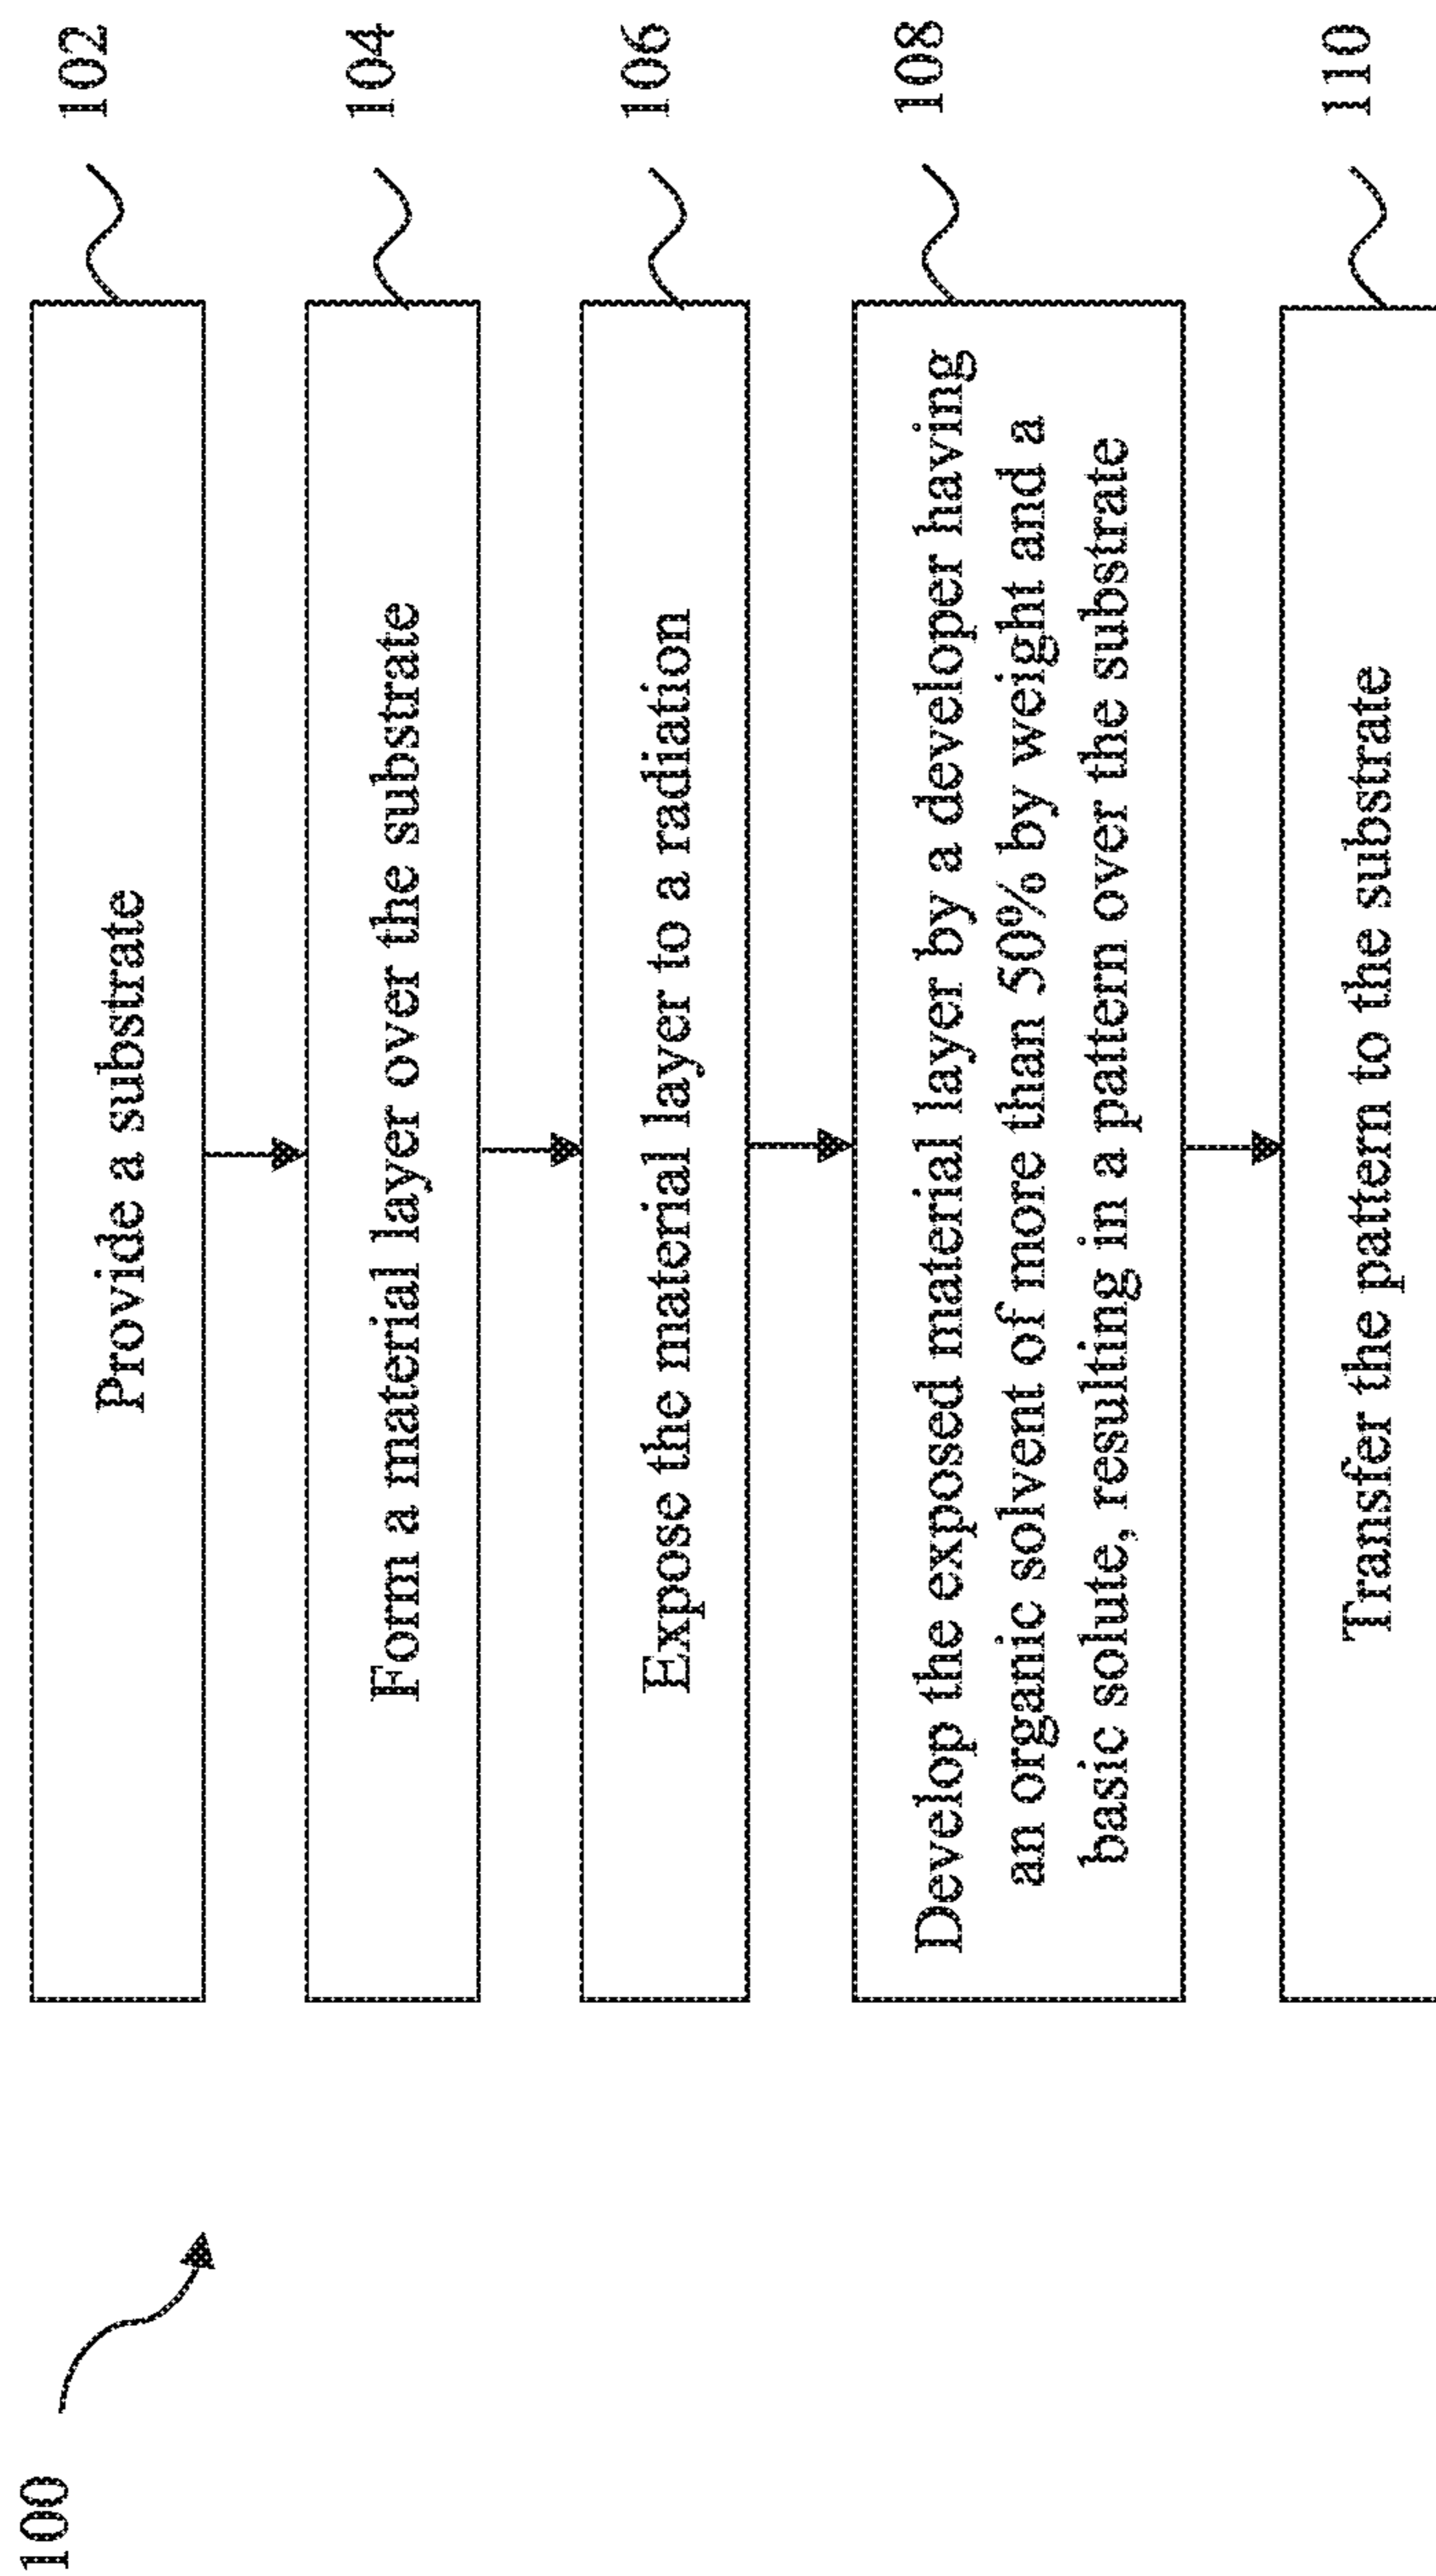 100
Provide a substrate
102
Form a material layer over the substrate
104
Expose the material layer to a radiation
106
Develop the exposed material layer by a developer having
an organic solvent of more than 50% by weight and a
basic solute, resulting in a pattern over the substrate
108
Transfer the pattern to the substrate
110